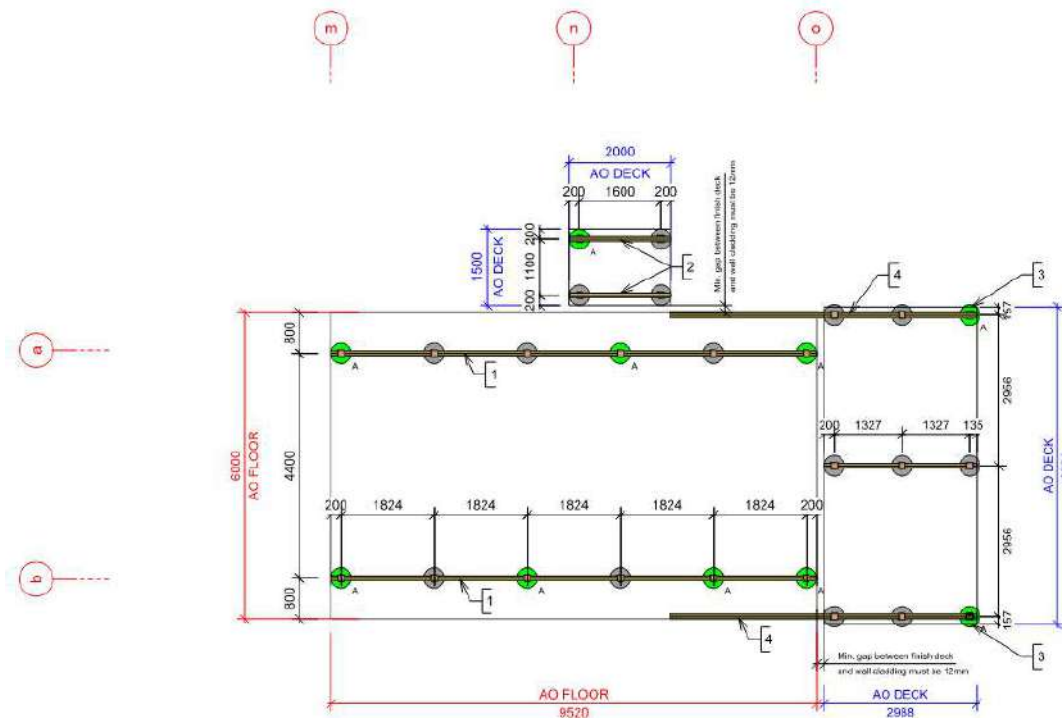 m
n
o
2000
AO DECK
200
1600
200
Min. gap between finish deck
and wall cladding must be 12mm
1500
AO DECK
200
1100
200
A
2
4
3
157
A
800
a
A
1
A
A
2956
6000
AO FLOOR
4400
200
1327
1327
135
AO DECK
200
1824
1824
1824
1824
1824
200
2956
b
A
1
A
A
A
800
4
157
A
3
Min. gap between finish deck
and wall cladding must be 12mm
AO FLOOR
9520
AO DECK
2988